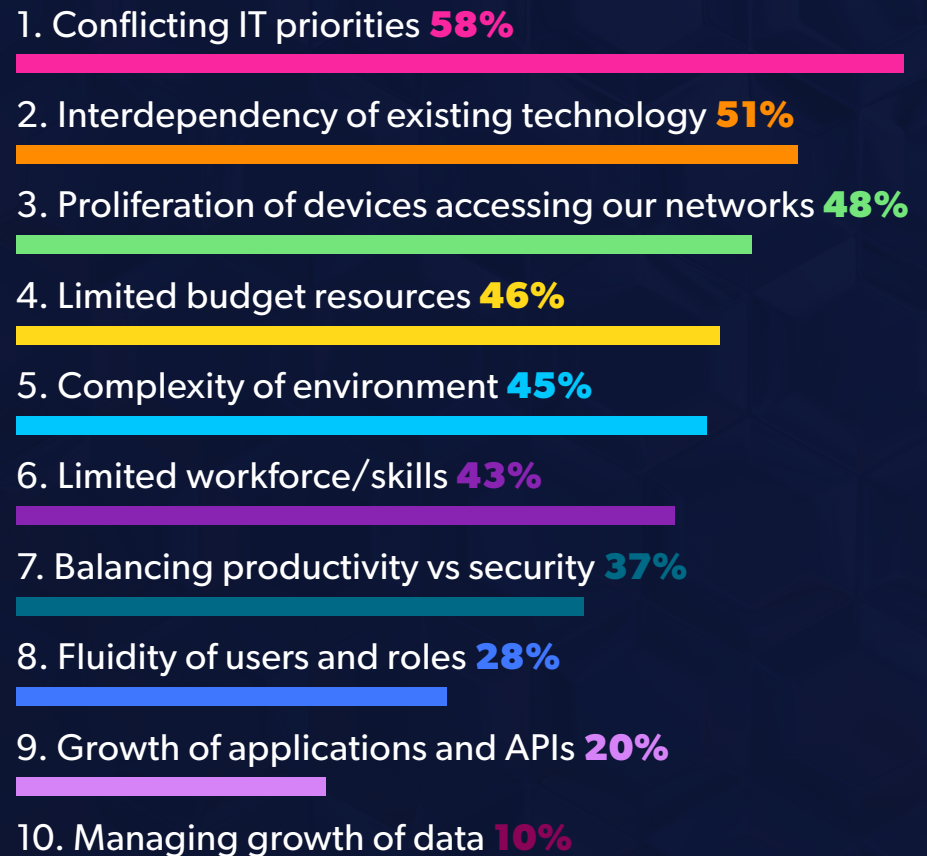 1. Conflicting IT priorities 58%
2. Interdependency of existing technology 51%
3. Proliferation of devices accessing our networks 48%
4. Limited budget resources 46%
5. Complexity of environment 45%
6. Limited workforce/skills 43%
7. Balancing productivity vs security 37%
8. Fluidity of users and roles 28%
9. Growth of applications and APIs 20%
10. Managing growth of data 10%